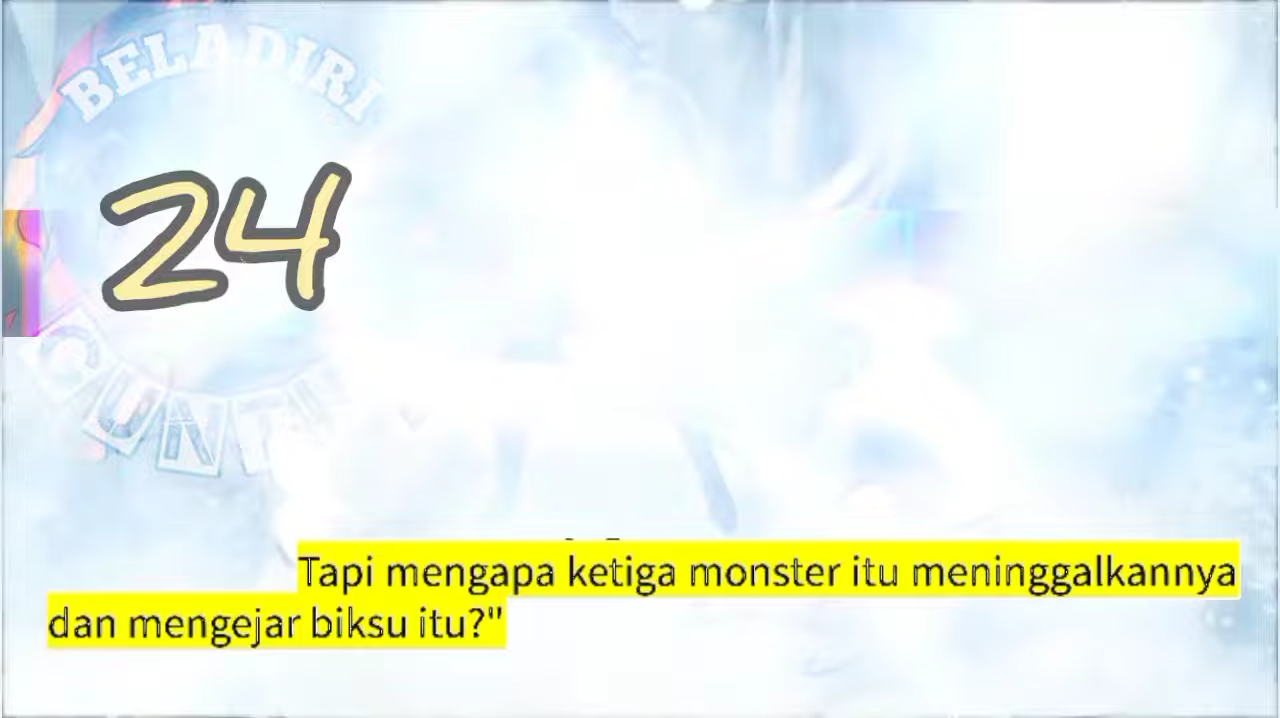 BELADIRI
24
Tapi mengapa ketiga monster itu meninggalkannya
dan mengejar biksu itu?"